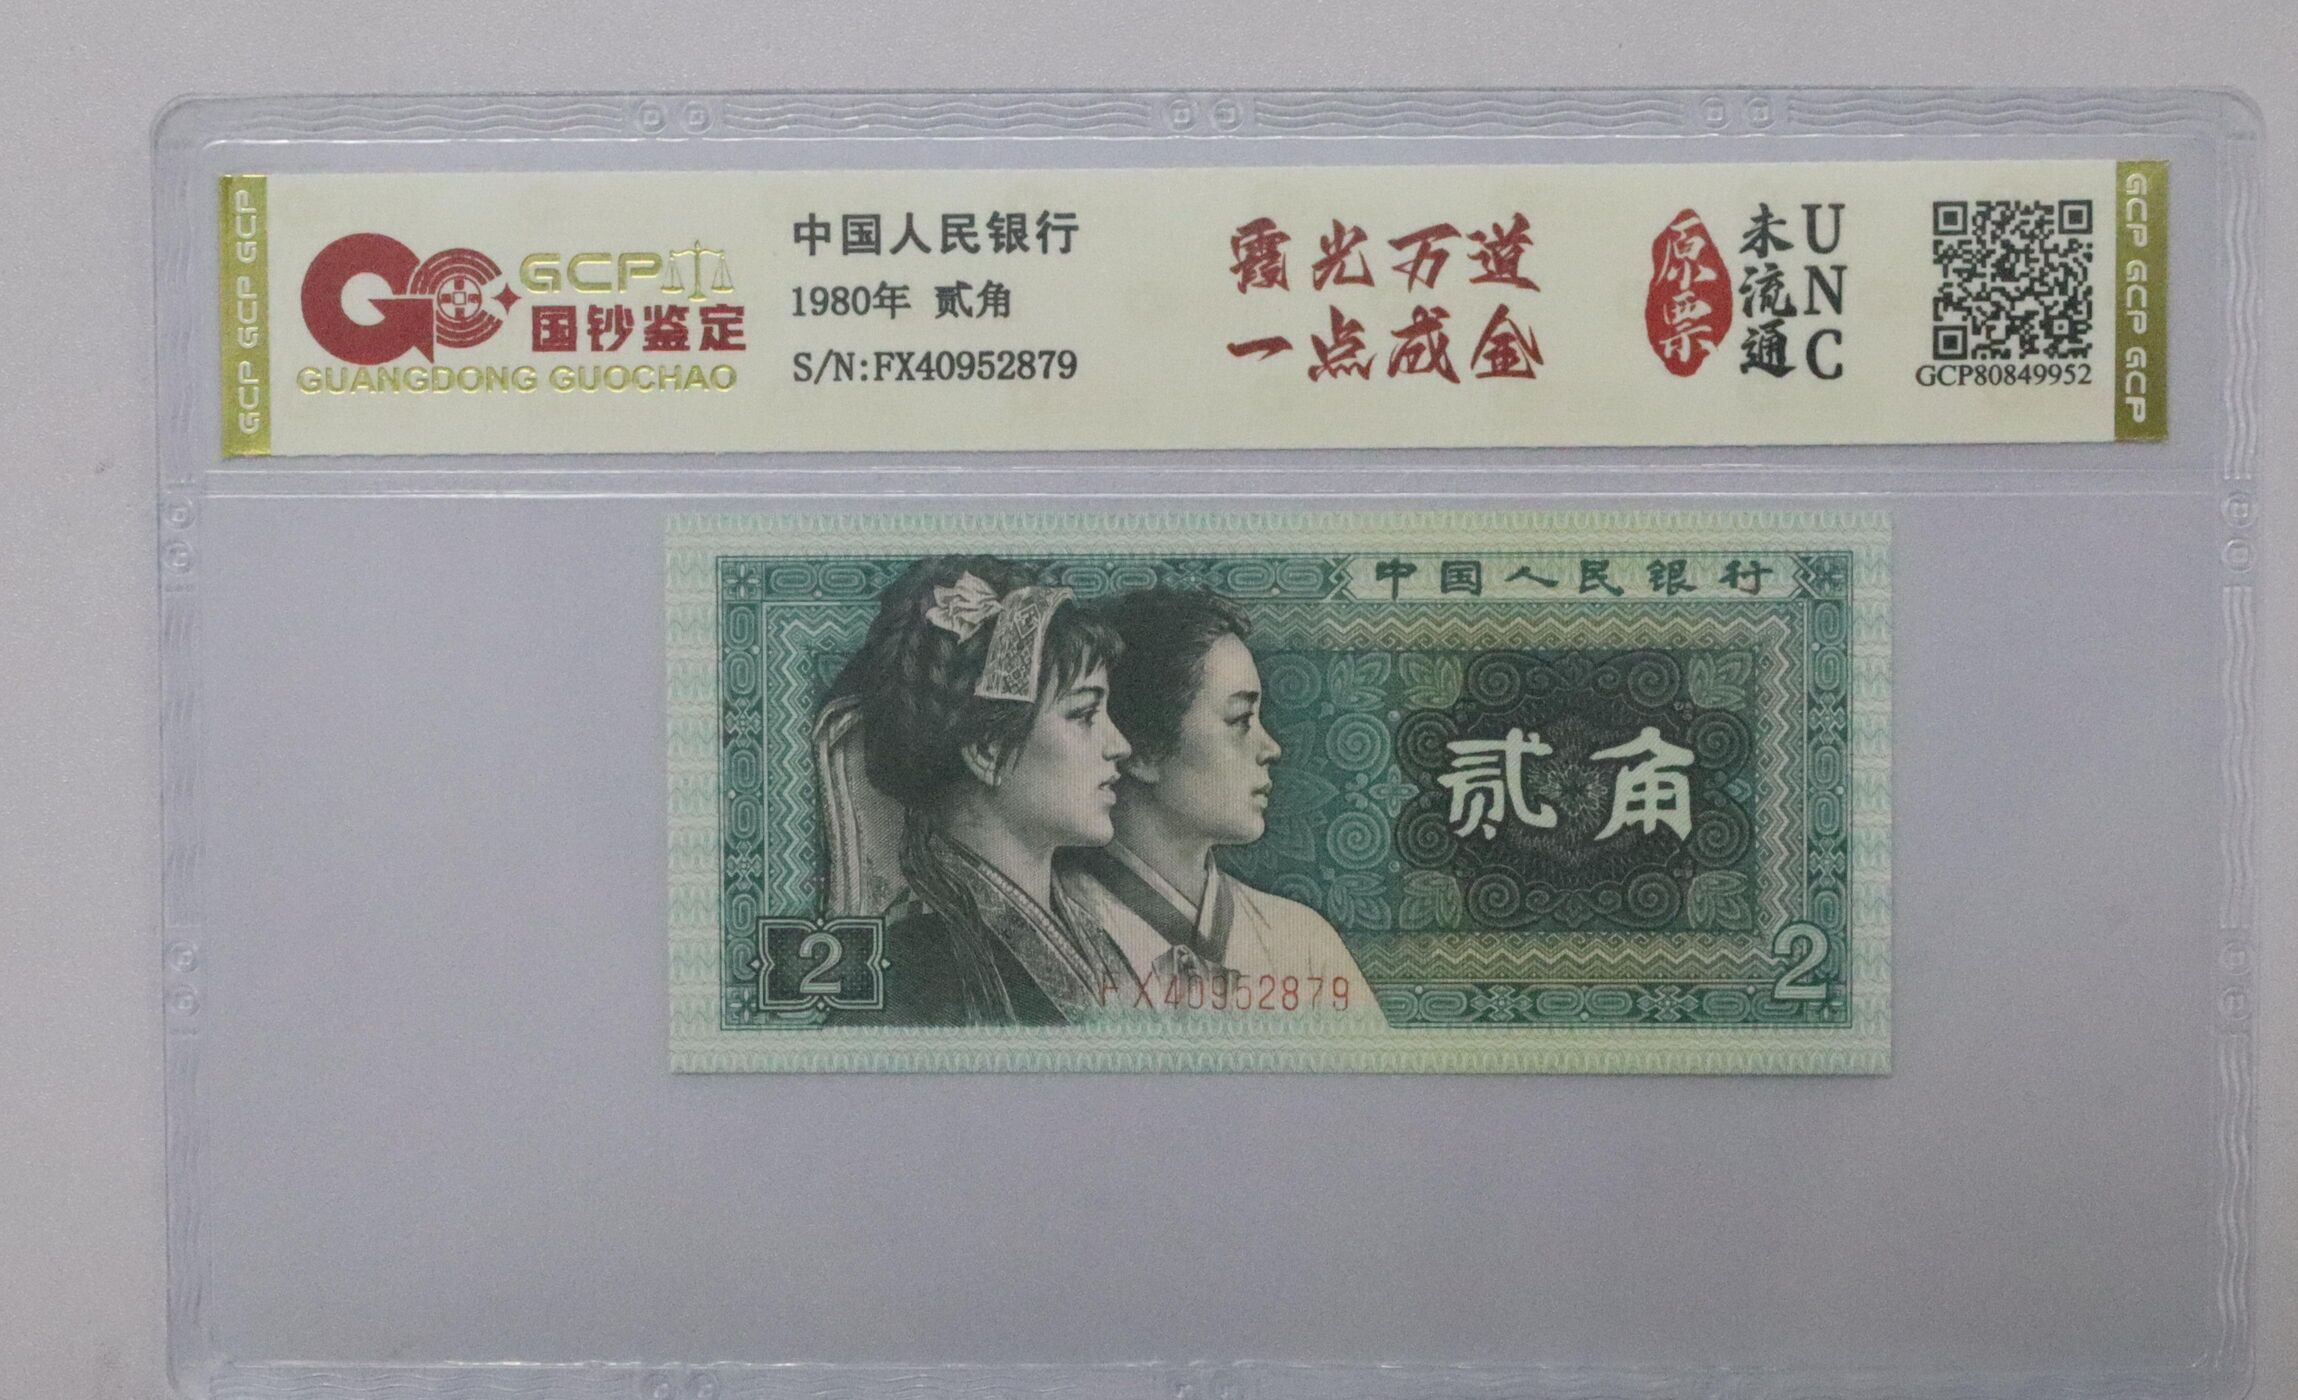 GCP GCP GCP
GCP
国钞鉴定
GUANGDONG GUOCHAO
中国人民银行
1980年 贰角
S/N:FX40952879
霞光万道
一点成金
原票
未流通
UNC
GCP80849952
GCP GCP GCP
中国人民银行
贰角
2
2
FX40952879